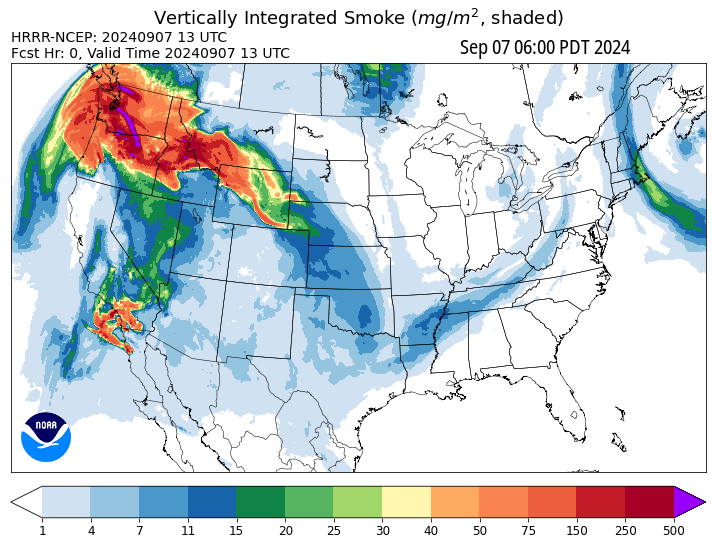 Vertically Integrated Smoke (mg/m², shaded)
HRRR-NCEP: 20240907 13 UTC
Fcst Hr: 0, Valid Time 20240907 13 UTC
Sep 07 06:00 PDT 2024
NOAA
1 4 7 11 15 20 25 30 40 50 75 150 250 500